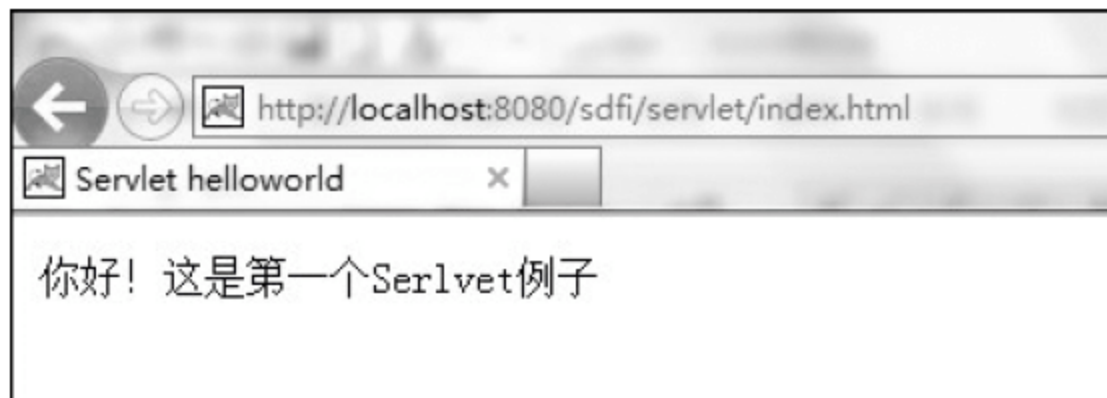 http://localhost:8080/sdfi/servlet/index.html
Servlet helloworld
你好！这是第一个Serlvet例子